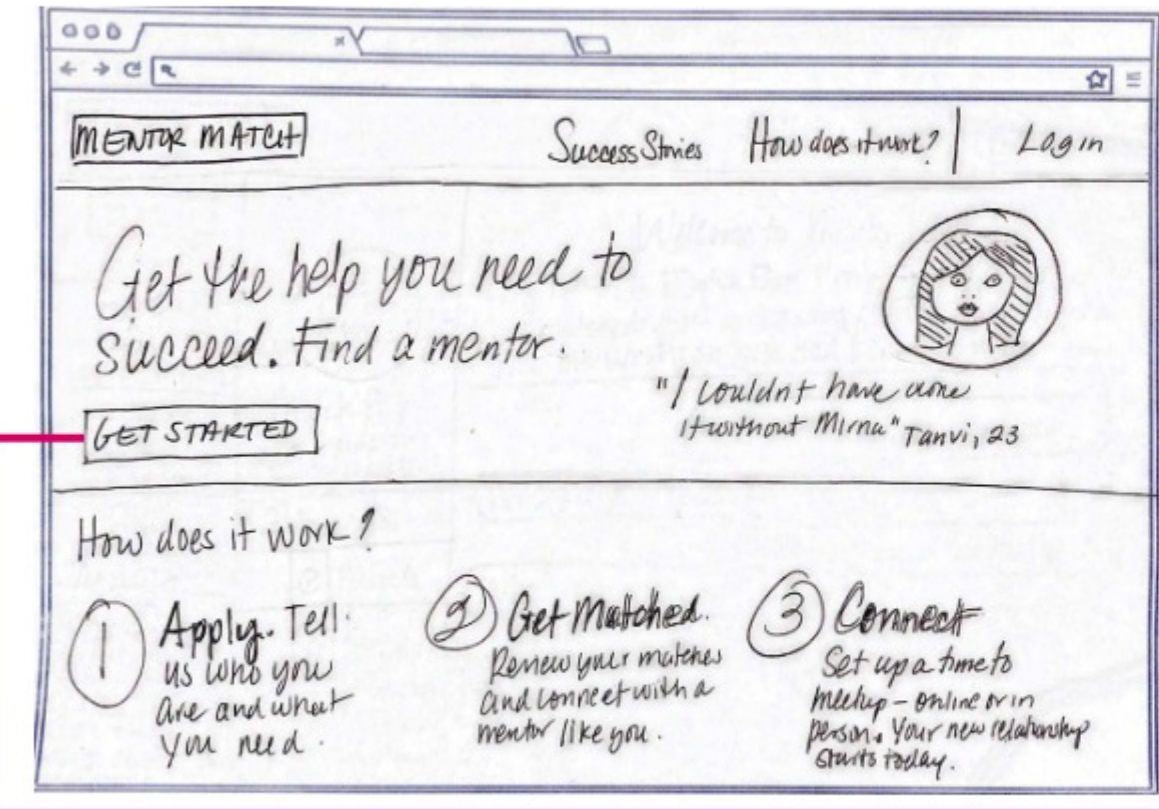 MENTOR MATCH
Success Stories How does it work? Login
Get the help you need to
succeed. Find a mentor.
"I couldnt have done
it without Mirna" Tanvi, 23
GET STARTED
How does it work?
1 Apply. Tell
us who you
are and what
you need.
2 Get Matched.
Review your matches
and connect with a
mentor like you.
3 Connect
Set up a time to
meetup - online or in
person. Your new relationship
starts today.